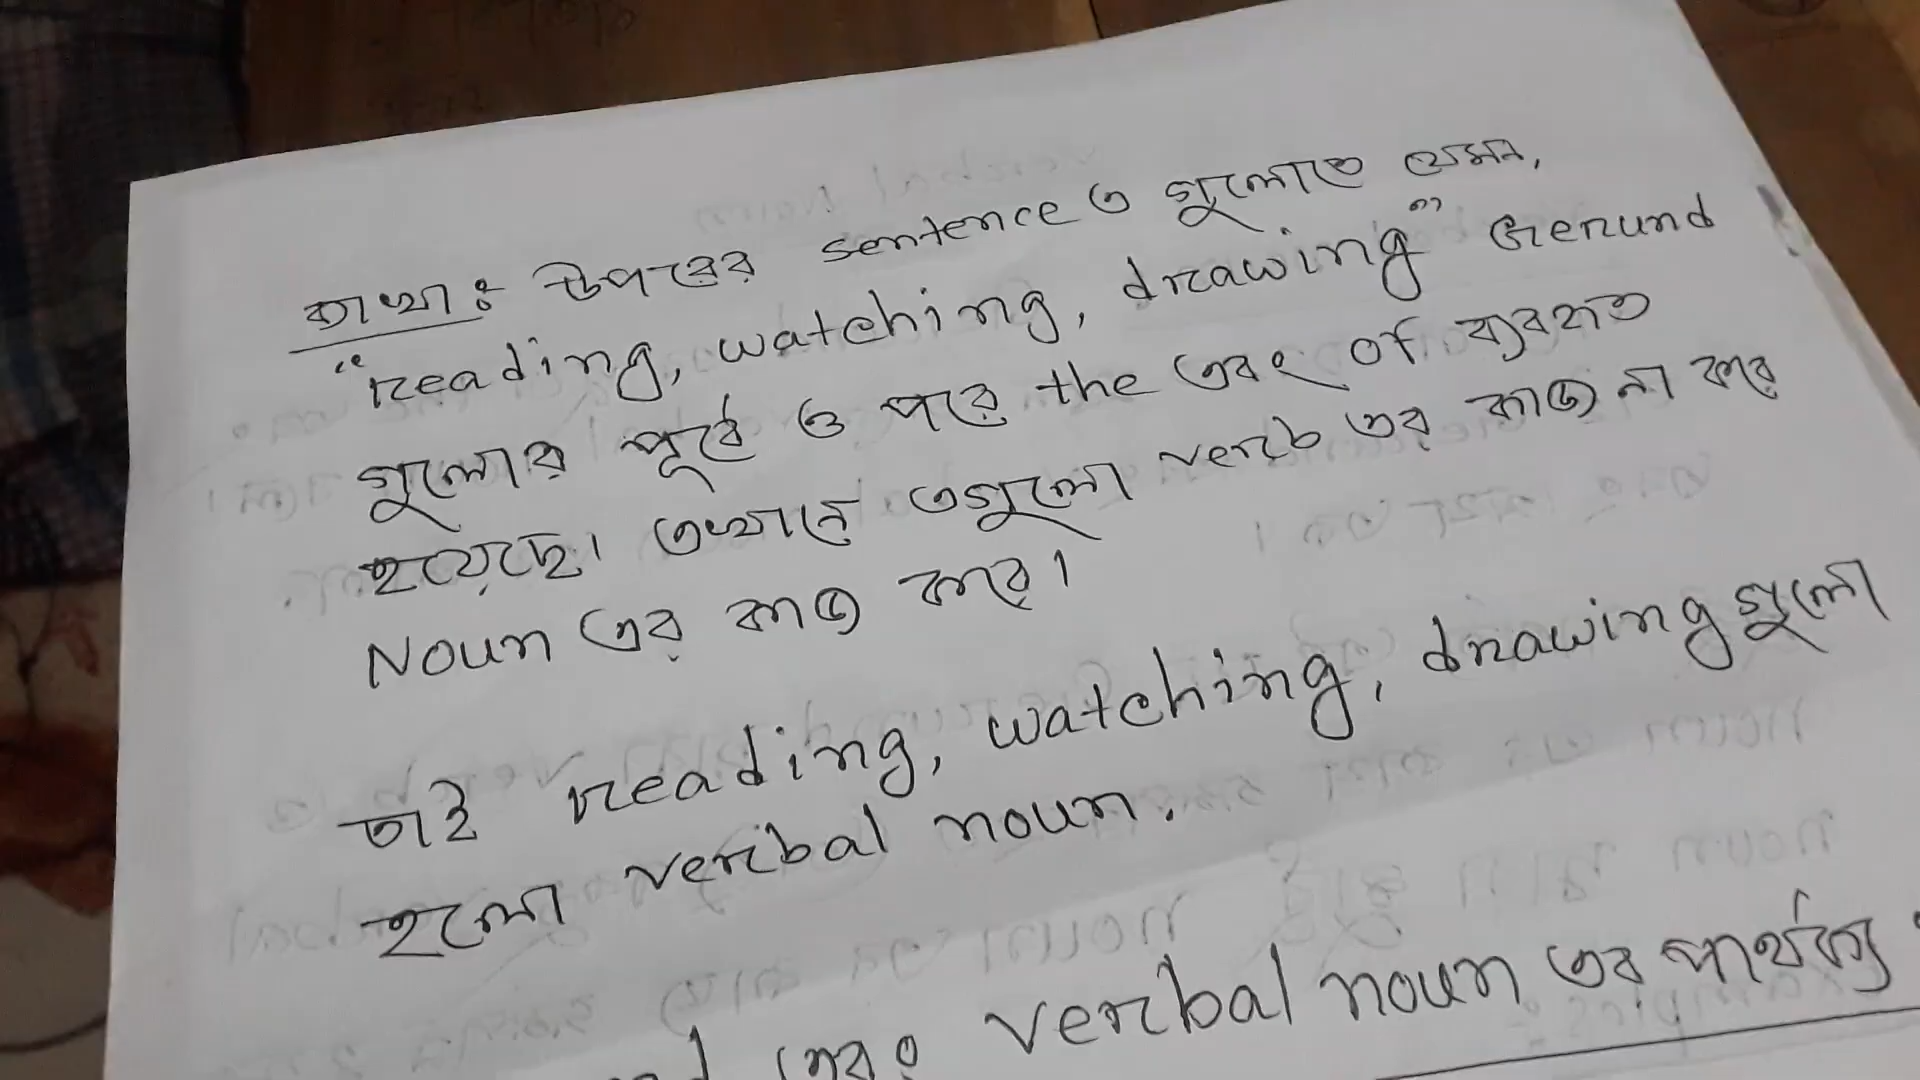 ব্যাখ্যা: উপরের sentence এ গুলোতে যেমন,
"reading, watching, drawing" Gerund
গুলোর পূর্বে ও পরে the এবং of ব্যবহৃত
হয়েছে। এখানে এগুলো verb এর কাজ না করে
Noun এর কাজ করে।
তাই reading, watching, drawing গুলো
হলো verbal noun.
এবং verbal noun এর পার্থক্য